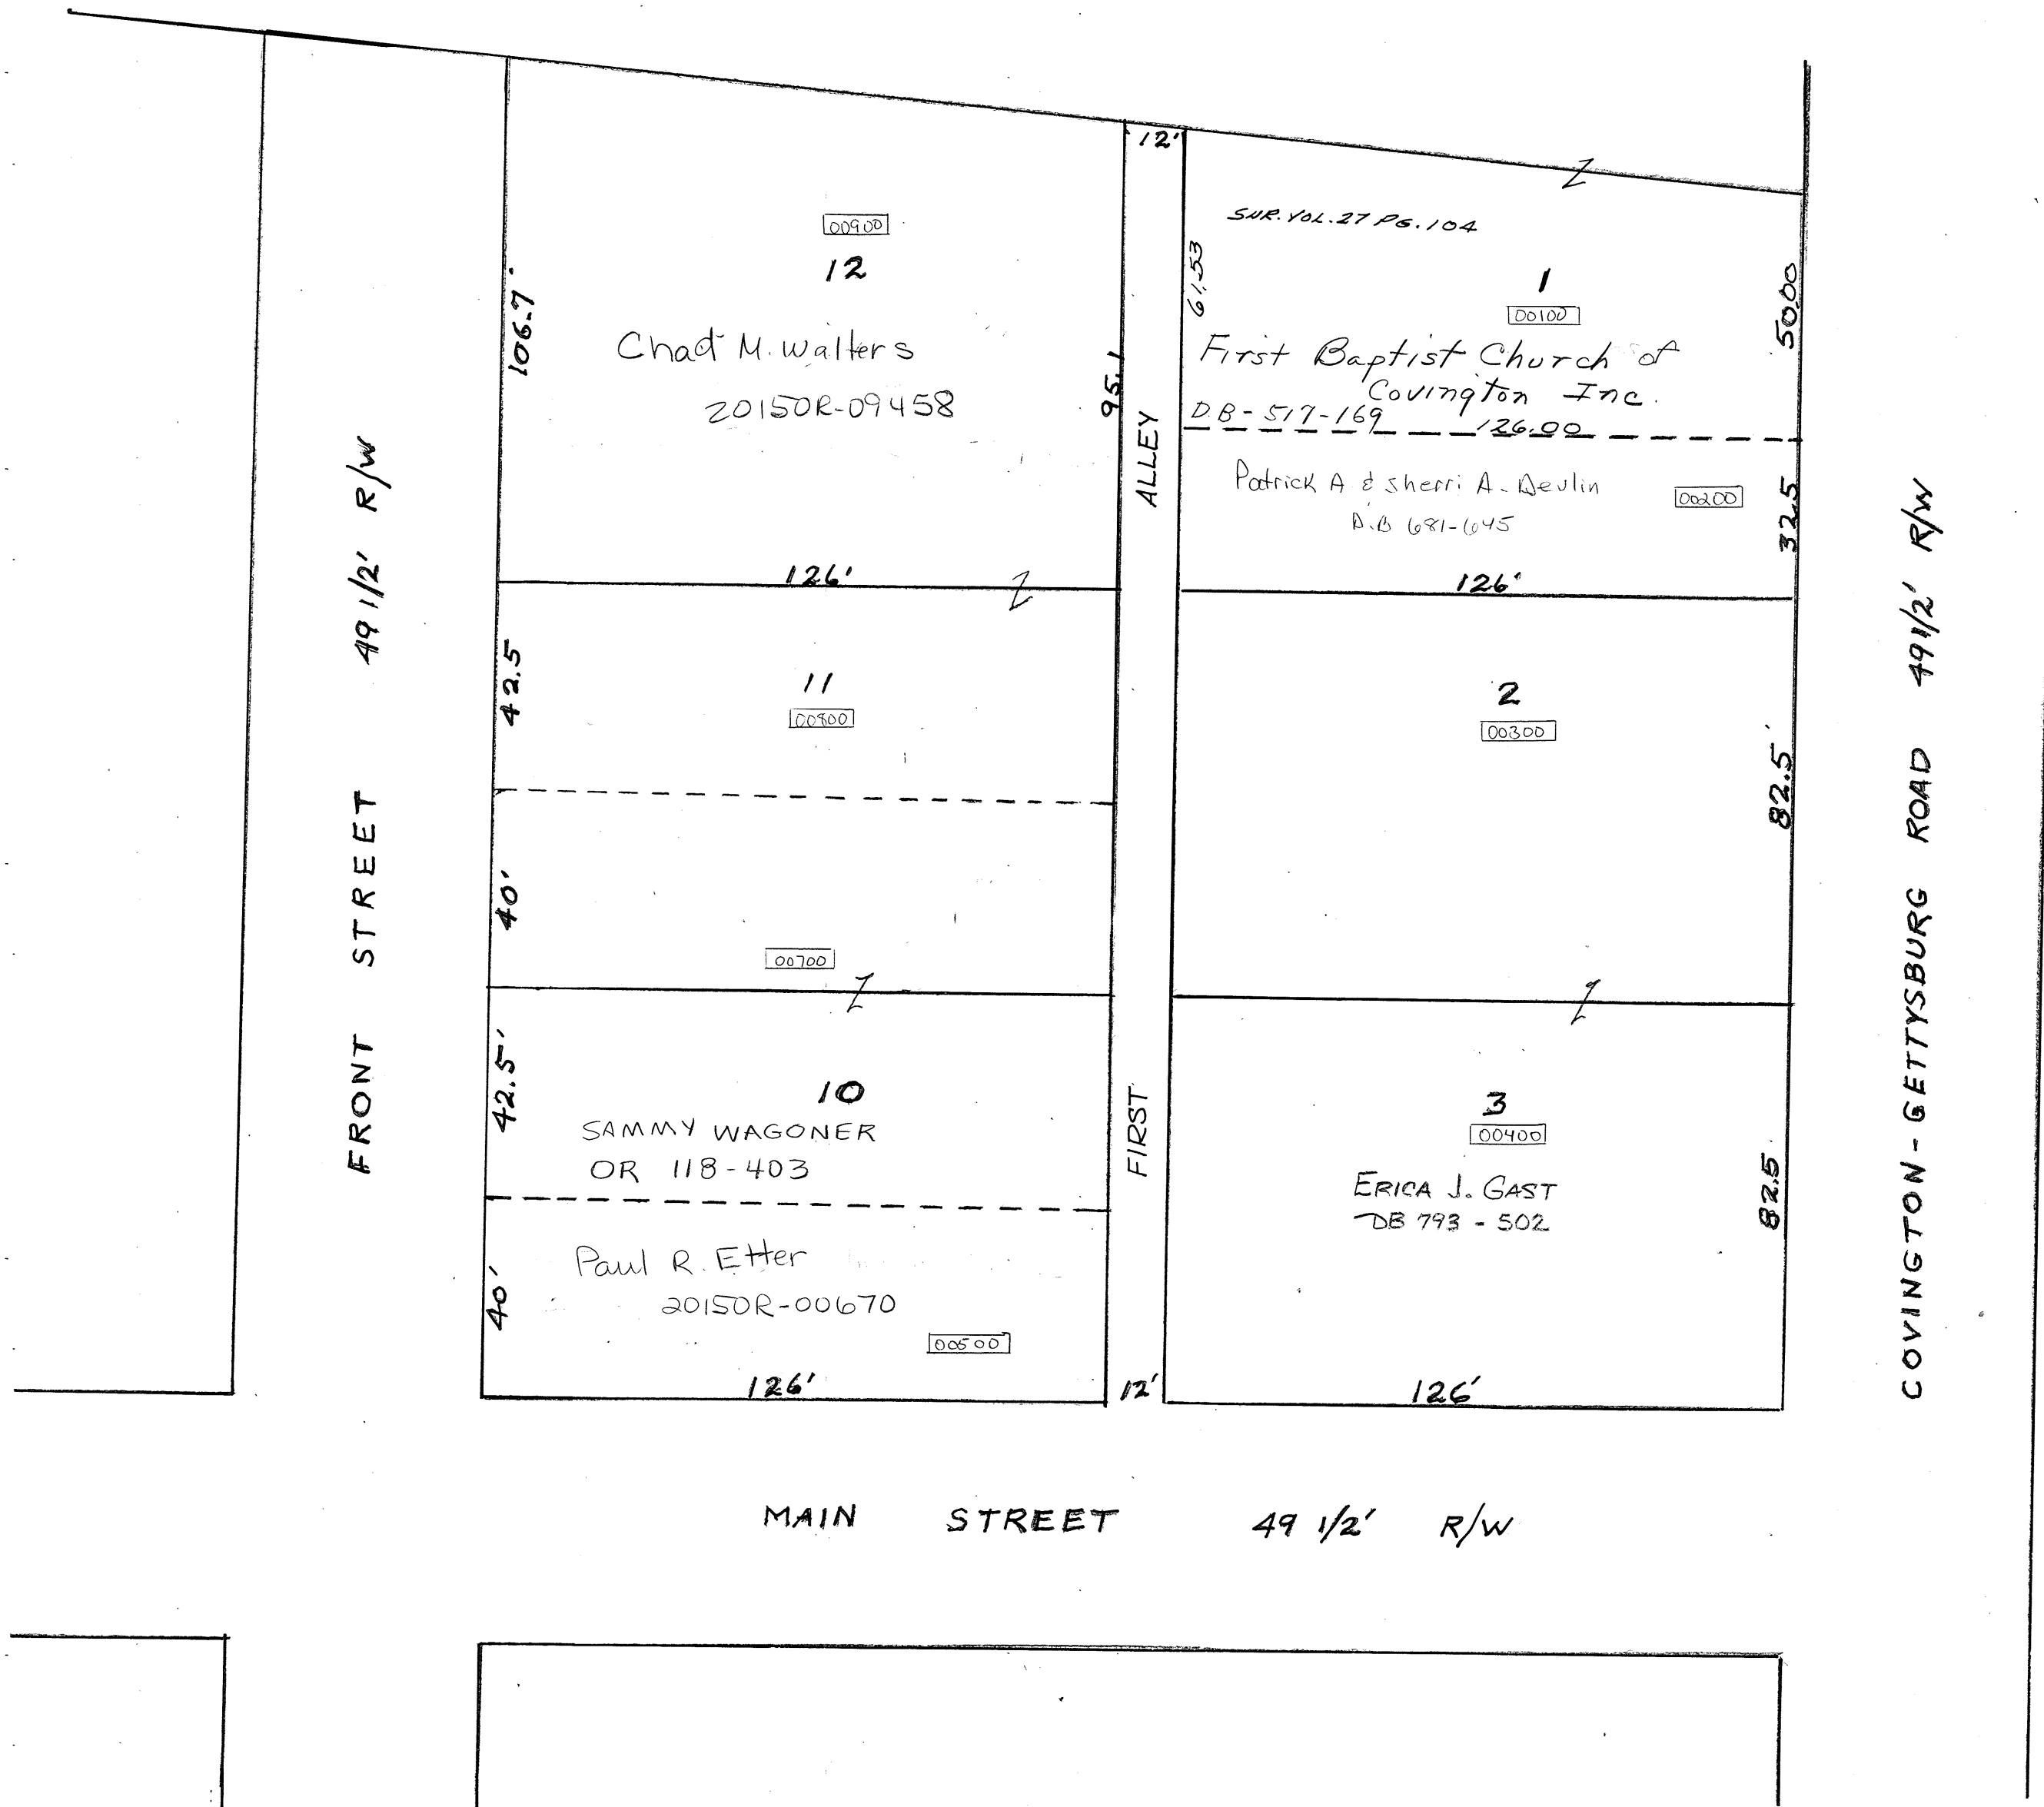 12'
SUR. VOL. 27 PG. 104
00900
12
106.7'
Chad M. Walters
20150R-09458
95.1
61.53
1
00100
50.00
First Baptist Church of
Covington Inc.
D.B-517-169
126.00
Patrick A & Sherri A. Devlin
D.B 681-645
00200
32.5
ALLEY
FIRST
126'
126'
42.5
11
00800
40'
00700
2
00300
82.5'
42.5'
10
SAMMY WAGONER
OR 118-403
Paul R. Etter
20150R-00670
40'
00500
126'
12'
3
00400
ERICA J. GAST
DB 793-502
82.5
126'
FRONT STREET 49 1/2' R/W
COVINGTON-GETTYSBURG ROAD 49 1/2' R/W
MAIN STREET 49 1/2' R/W